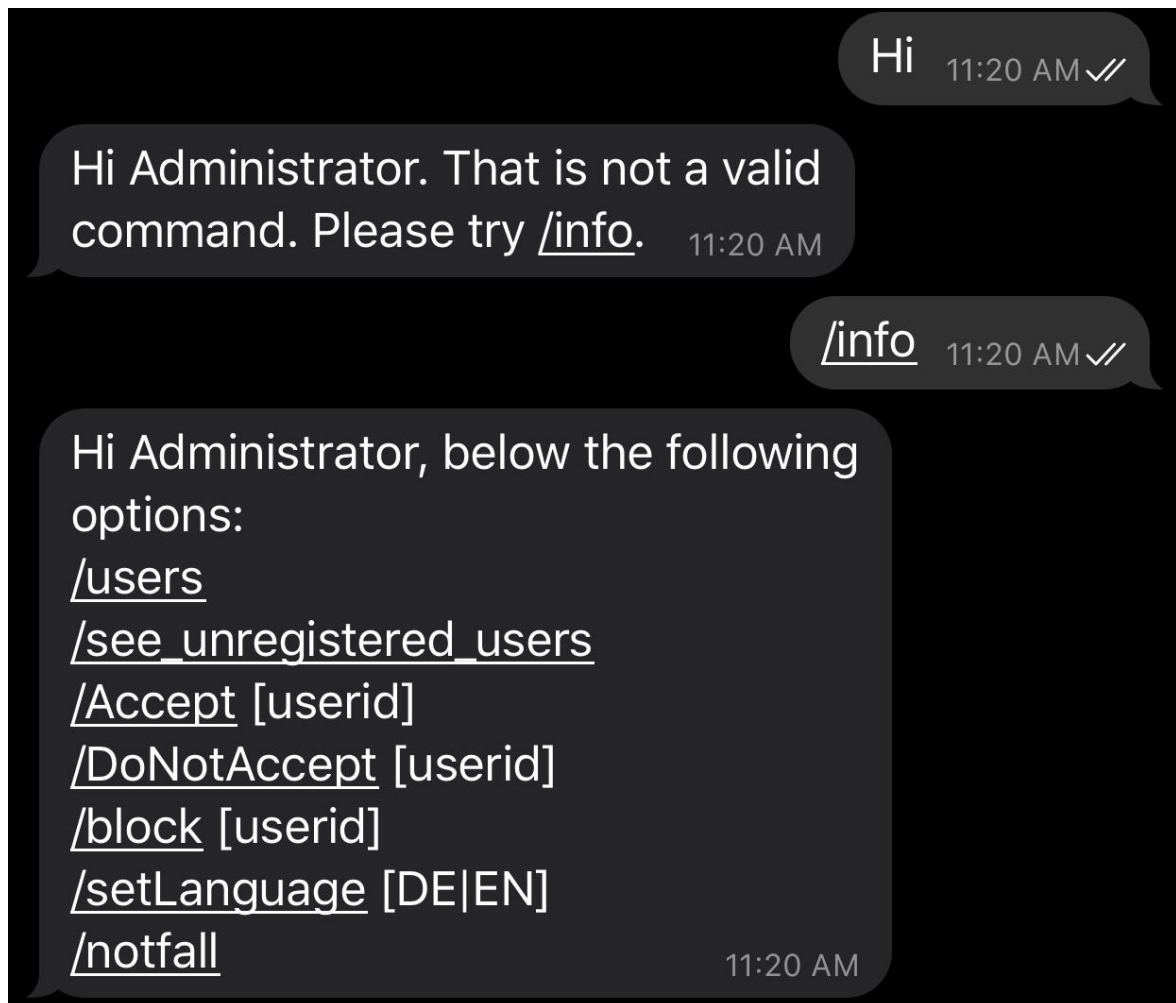 Hi 11:20 AM
Hi Administrator. That is not a valid
command. Please try /info. 11:20 AM
/info 11:20 AM
Hi Administrator, below the following
options:
/users
/see_unregistered_users
/Accept [userid]
/DoNotAccept [userid]
/block [userid]
/setLanguage [DE|EN]
/notfall 11:20 AM